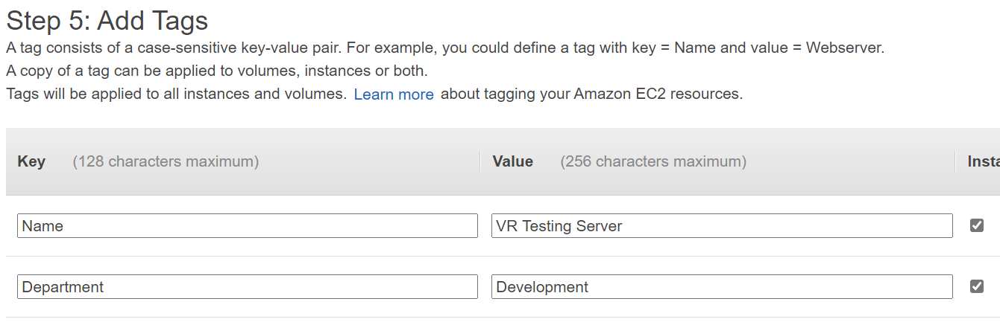 Step 5: Add Tags
A tag consists of a case-sensitive key-value pair. For example, you could define a tag with key = Name and value = Webserver.
A copy of a tag can be applied to volumes, instances or both.
Tags will be applied to all instances and volumes. Learn more about tagging your Amazon EC2 resources.
Key (128 characters maximum) Value (256 characters maximum)
Name VR Testing Server
Department Development